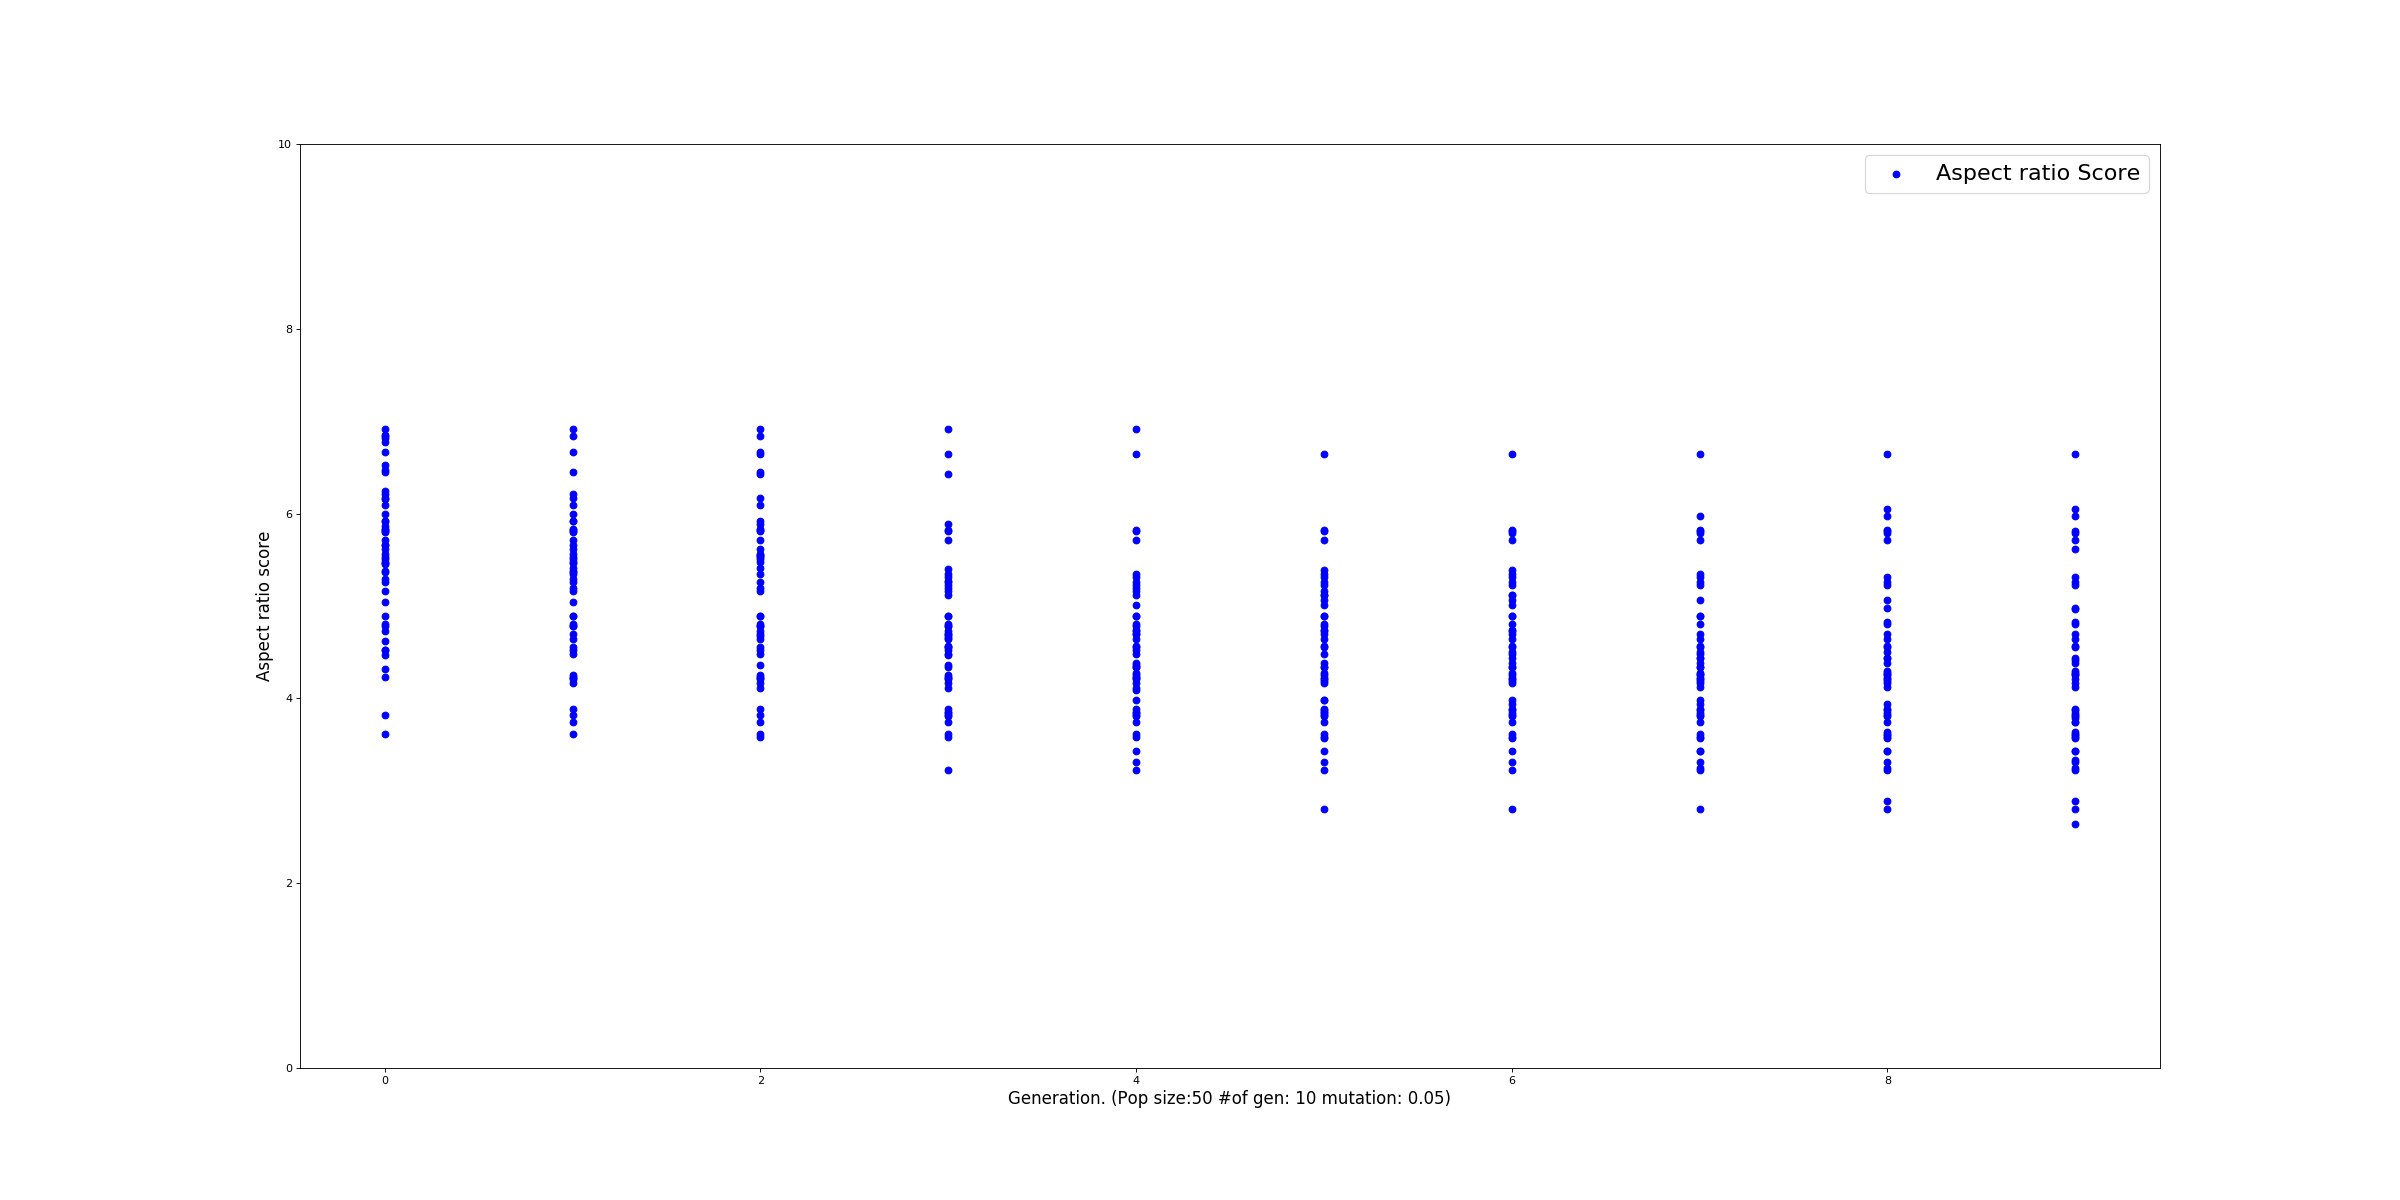 10
8
6
4
2
0
Aspect ratio score
Aspect ratio Score
0 2 4 6 8
Generation. (Pop size:50 #of gen: 10 mutation: 0.05)